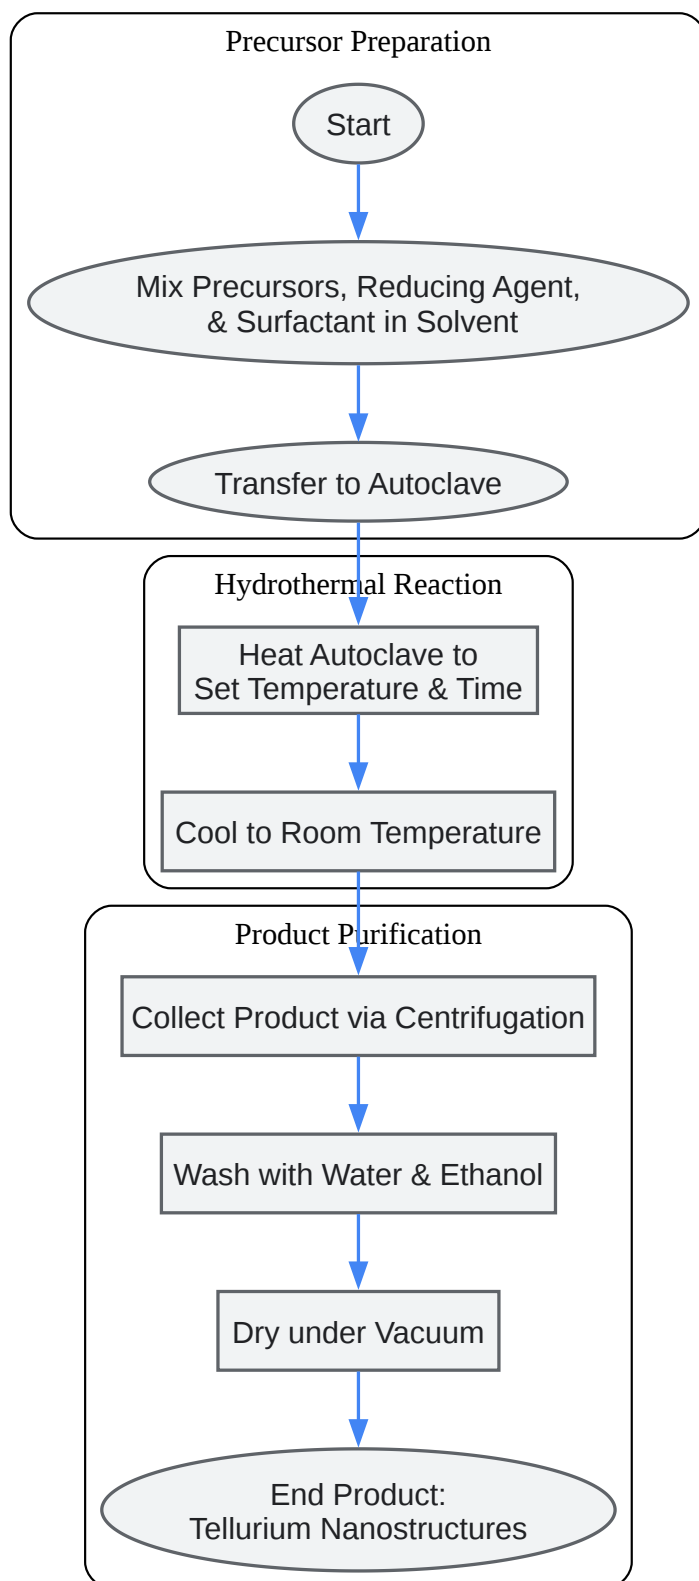 Precursor Preparation
Start
Mix Precursors, Reducing Agent,
& Surfactant in Solvent
Transfer to Autoclave
Hydrothermal Reaction
Heat Autoclave to
Set Temperature & Time
Cool to Room Temperature
Product Purification
Collect Product via Centrifugation
Wash with Water & Ethanol
Dry under Vacuum
End Product:
Tellurium Nanostructures